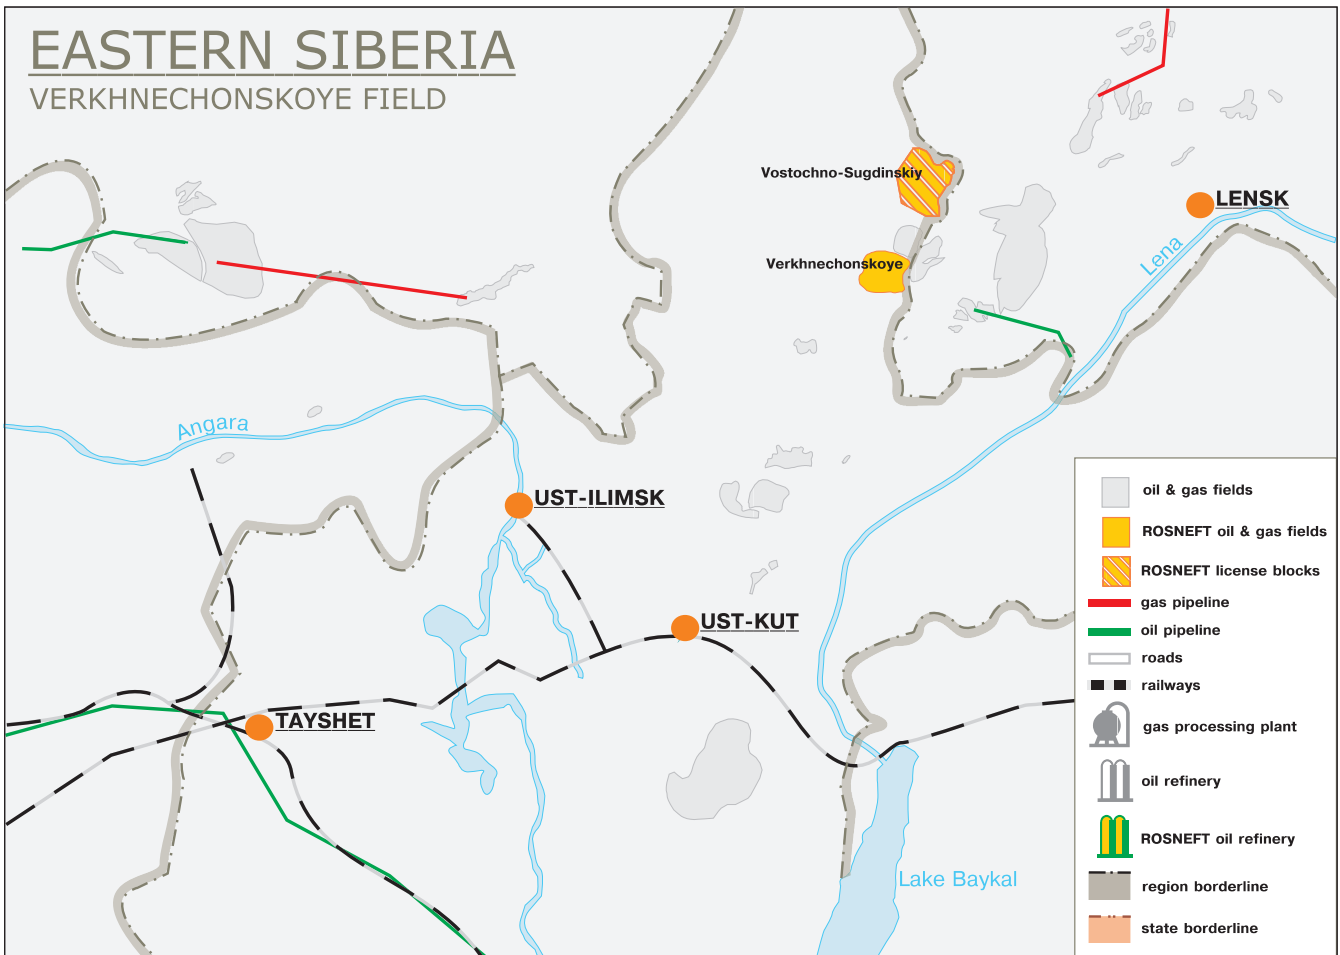 EASTERN SIBERIA
VERKHNECHONSKOYE FIELD
Vostochno-Sugdinskiy
LENSK
Lena
Verkhnechonskoye
Angara
UST-ILIMSK
UST-KUT
TAYSHET
Lake Baykal
oil & gas fields
ROSNEFT oil & gas fields
ROSNEFT license blocks
gas pipeline
oil pipeline
roads
railways
gas processing plant
oil refinery
ROSNEFT oil refinery
region borderline
state borderline